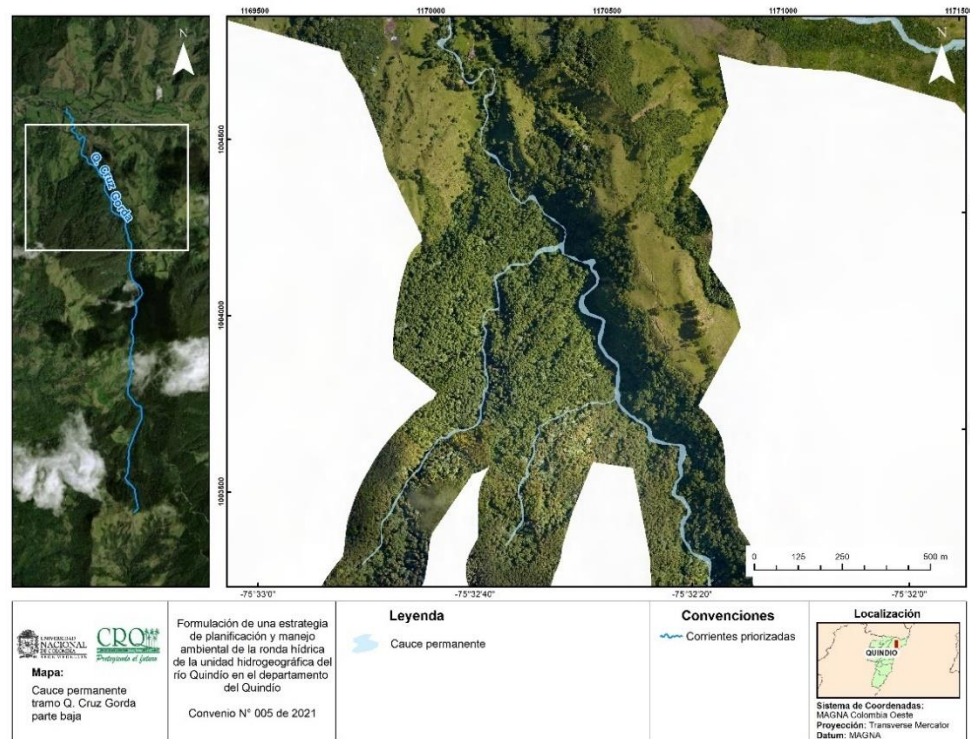 1169500
1170000
1170500
1171000
1004500
1004000
1003500
N
Q. Cruz Gorda
N
0
125
250
500 m
-75°33'0"
-75°32'40"
-75°32'20"
-75°32'0"
UNIVERSIDAD
NACIONAL
DE COLOMBIA
CRQ
Protegiendo el futuro
Mapa:
Cauce permanente
tramo Q. Cruz Gorda
parte baja
Formulación de una estrategia
de planificación y manejo
ambiental de la ronda hídrica
de la unidad hidrogeográfica del
río Quindío en el departamento
del Quindío
Convenio N° 005 de 2021
Leyenda
Cauce permanente
Convenciones
Corrientes priorizadas
Localización
QUINDIO
Sistema de Coordenadas:
MAGNA Colombia Oeste
Proyección: Transverse Mercator
Datum: MAGNA